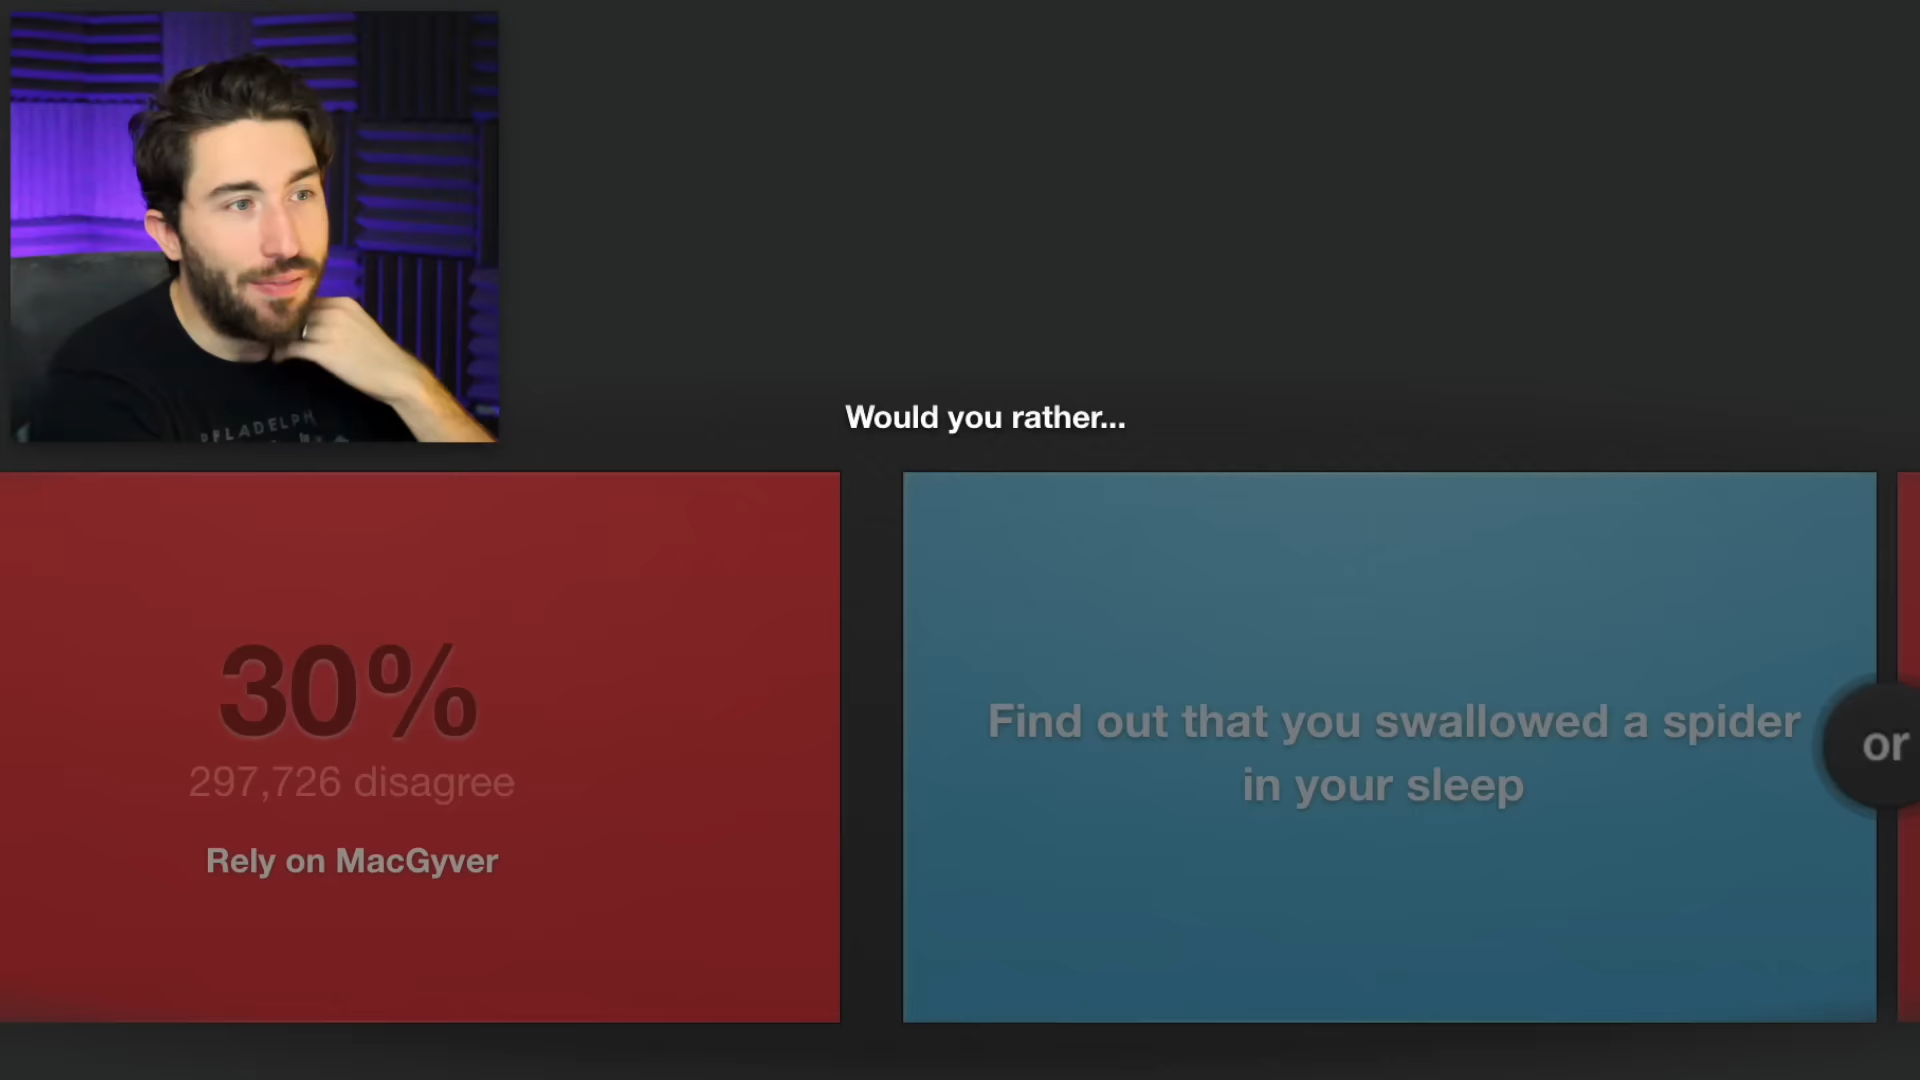 Would you rather...
30%
297,726 disagree
Rely on MacGyver
Find out that you swallowed a spider
in your sleep
or